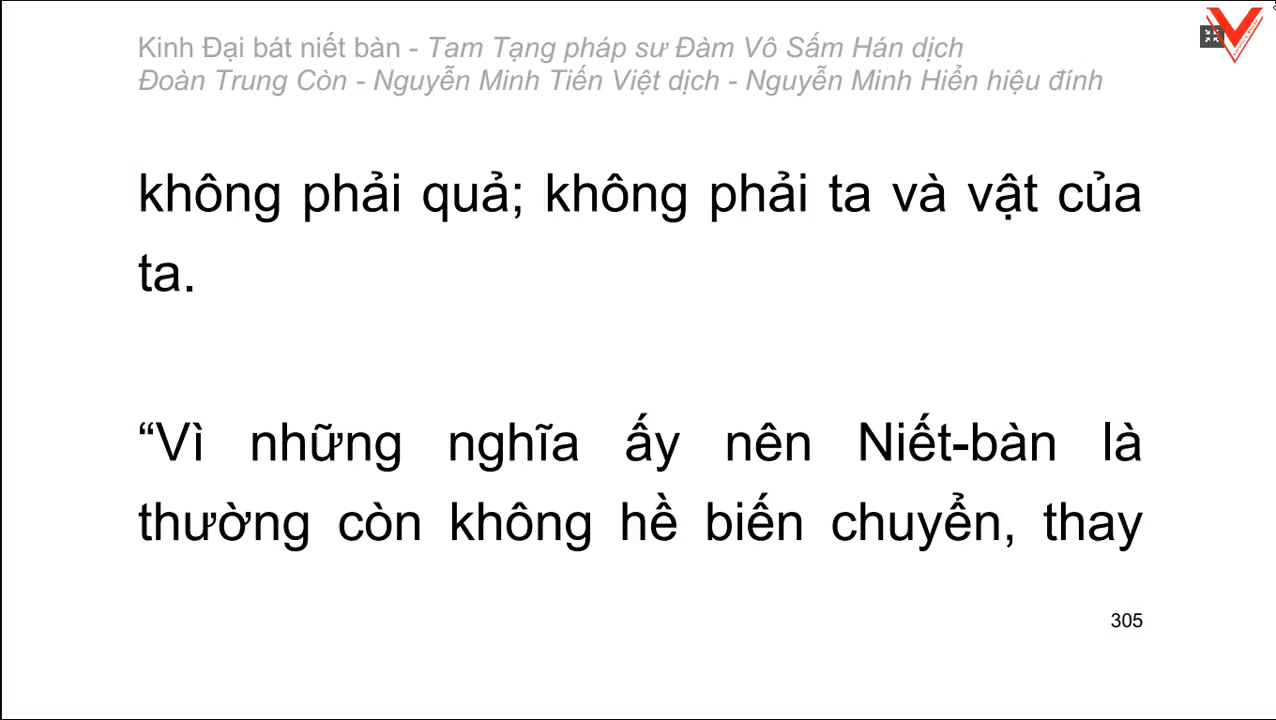 Kinh Đại bát niết bàn - Tam Tạng pháp sư Đàm Vô Sấm Hán dịch
Đoàn Trung Còn - Nguyễn Minh Tiến Việt dịch - Nguyễn Minh Hiển hiệu đính
không phải quả; không phải ta và vật của
ta.
“Vì những nghĩa ấy nên Niết-bàn là
thường còn không hề biến chuyển, thay
305